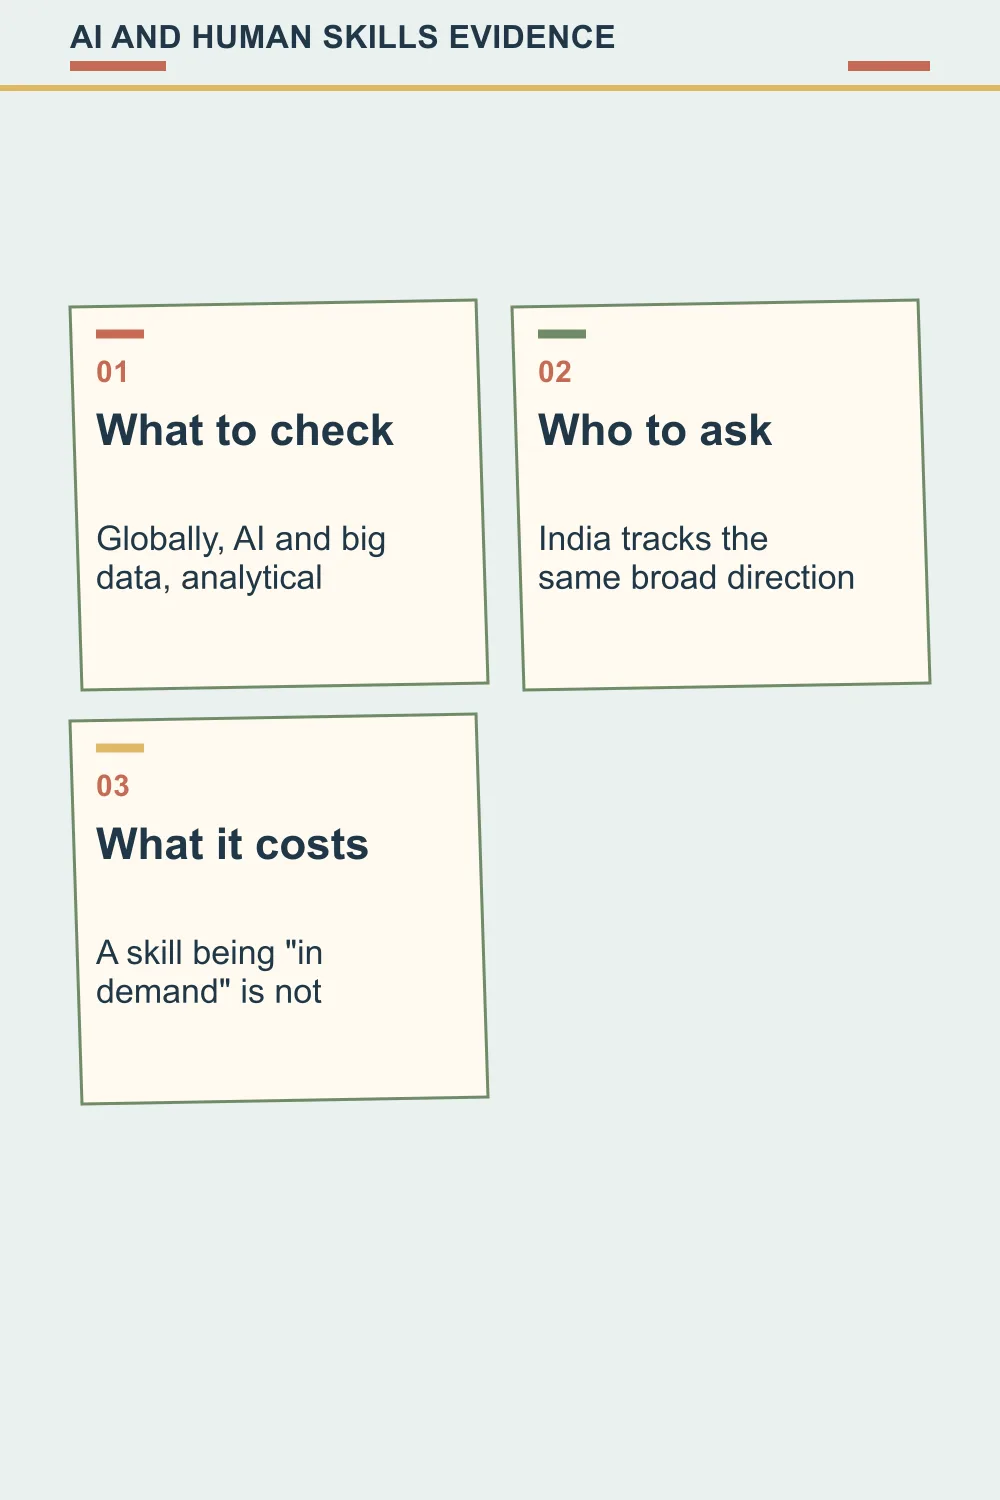 AI AND HUMAN SKILLS EVIDENCE
01
What to check
Globally, AI and big
data, analytical
02
Who to ask
India tracks the
same broad direction
03
What it costs
A skill being "in
demand" is not